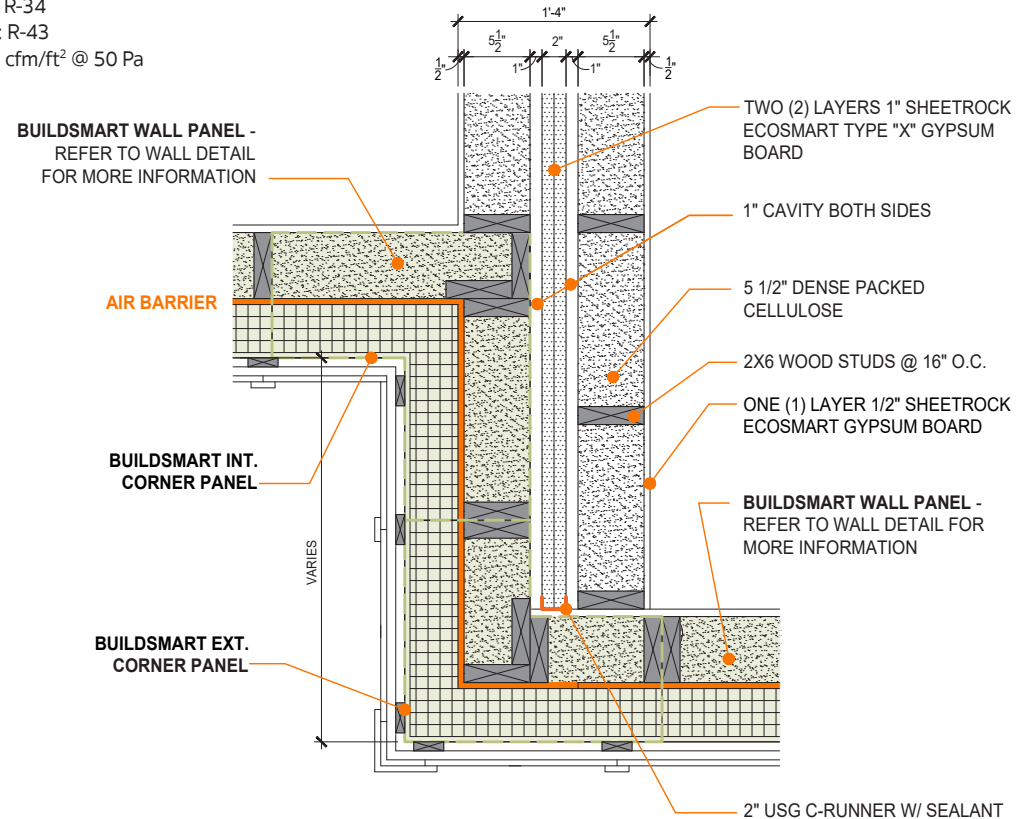 R-34
: R-43
cfm/ft² @ 50 Pa
1'-4"
5½" 2" 5½"
½" 1" 1" ½"
BUILDSMART WALL PANEL -
REFER TO WALL DETAIL
FOR MORE INFORMATION
TWO (2) LAYERS 1" SHEETROCK
ECOSMART TYPE "X" GYPSUM
BOARD
1" CAVITY BOTH SIDES
AIR BARRIER
5 1/2" DENSE PACKED
CELLULOSE
2X6 WOOD STUDS @ 16" O.C.
ONE (1) LAYER 1/2" SHEETROCK
ECOSMART GYPSUM BOARD
BUILDSMART INT.
CORNER PANEL
BUILDSMART WALL PANEL -
REFER TO WALL DETAIL FOR
MORE INFORMATION
VARIES
BUILDSMART EXT.
CORNER PANEL
2" USG C-RUNNER W/ SEALANT